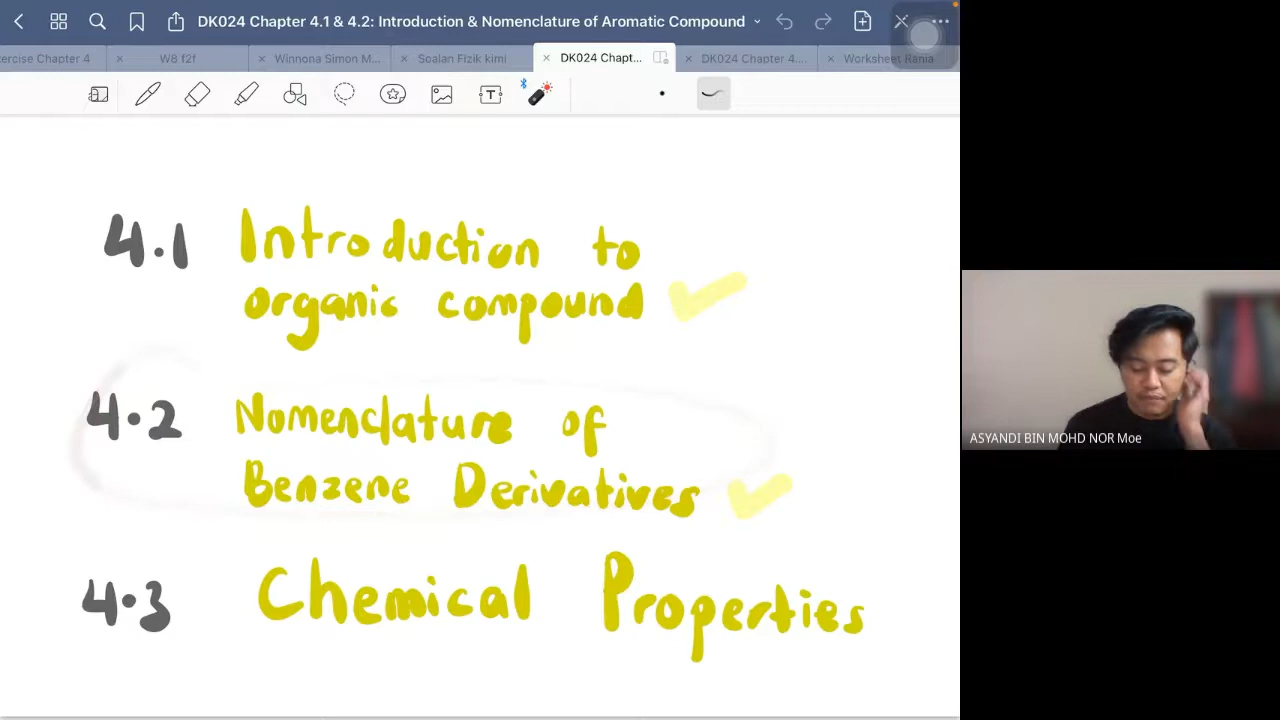 DK024 Chapter 4.1 & 4.2: Introduction & Nomenclature of Aromatic Compound
ercise Chapter 4
W8 f2f
Winnona Simon M...
Soalan Fizik kimi
DK024 Chapt...
DK024 Chapter 4....
Worksheet Rania
T
4.1 Introduction to
organic compound
4.2 Nomenclature of
Benzene Derivatives
4.3 Chemical Properties
ASYANDI BIN MOHD NOR Moe